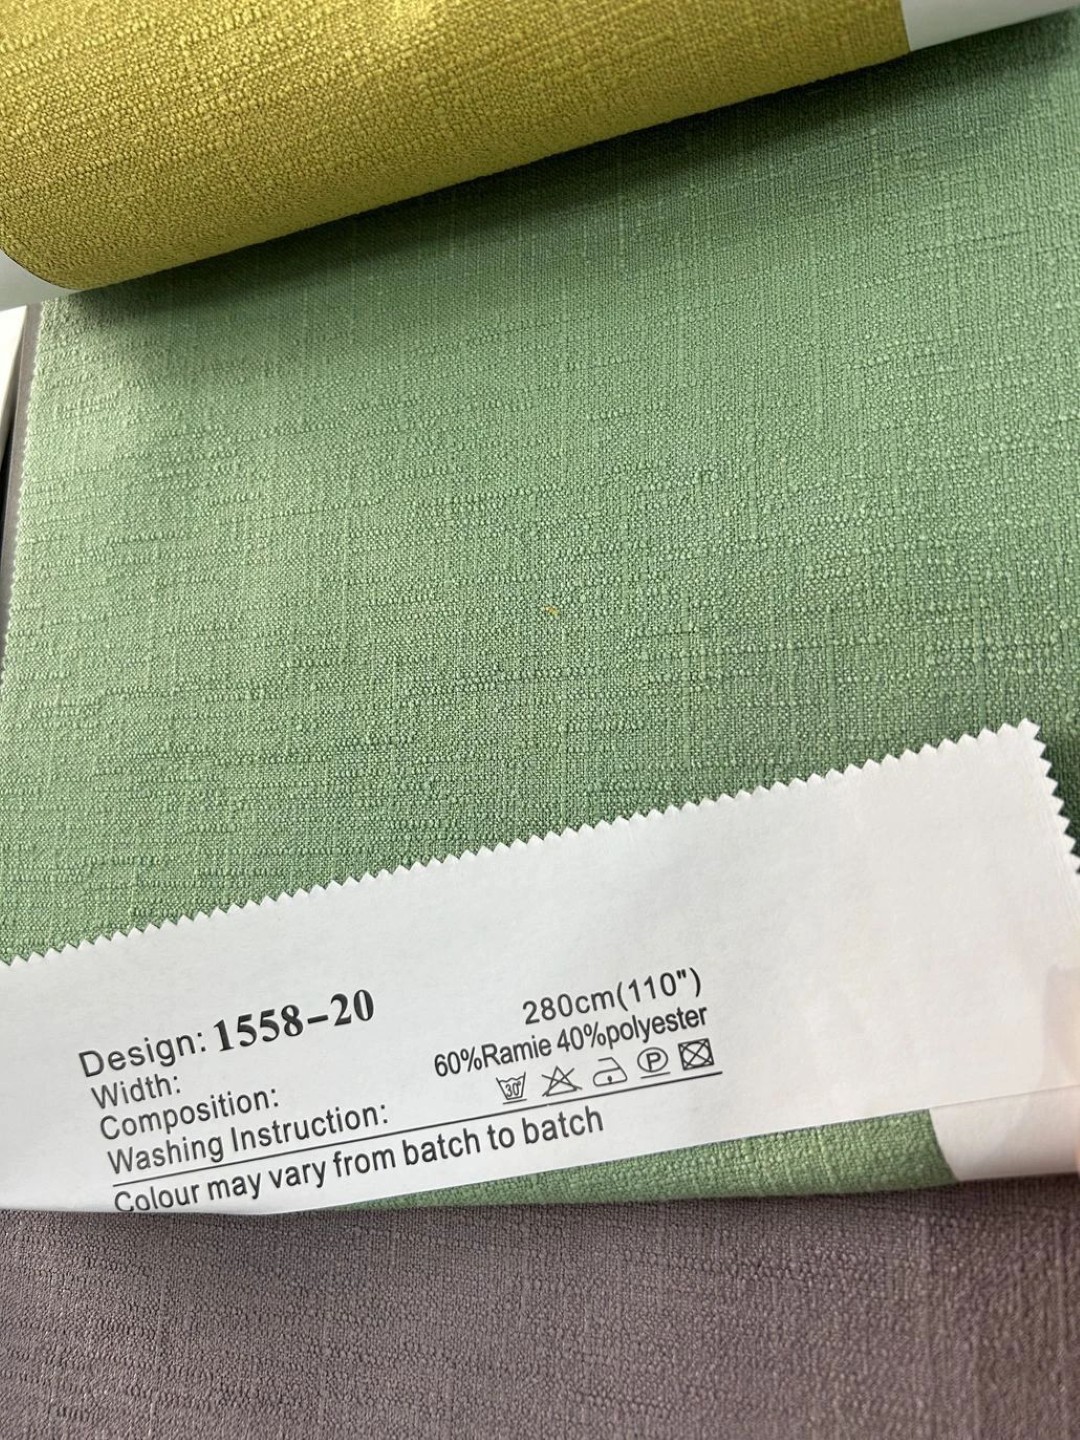 Design: 1558-20
Width: 280cm(110")
Composition: 60%Ramie 40%polyester
Washing Instruction: 30° P
Colour may vary from batch to batch